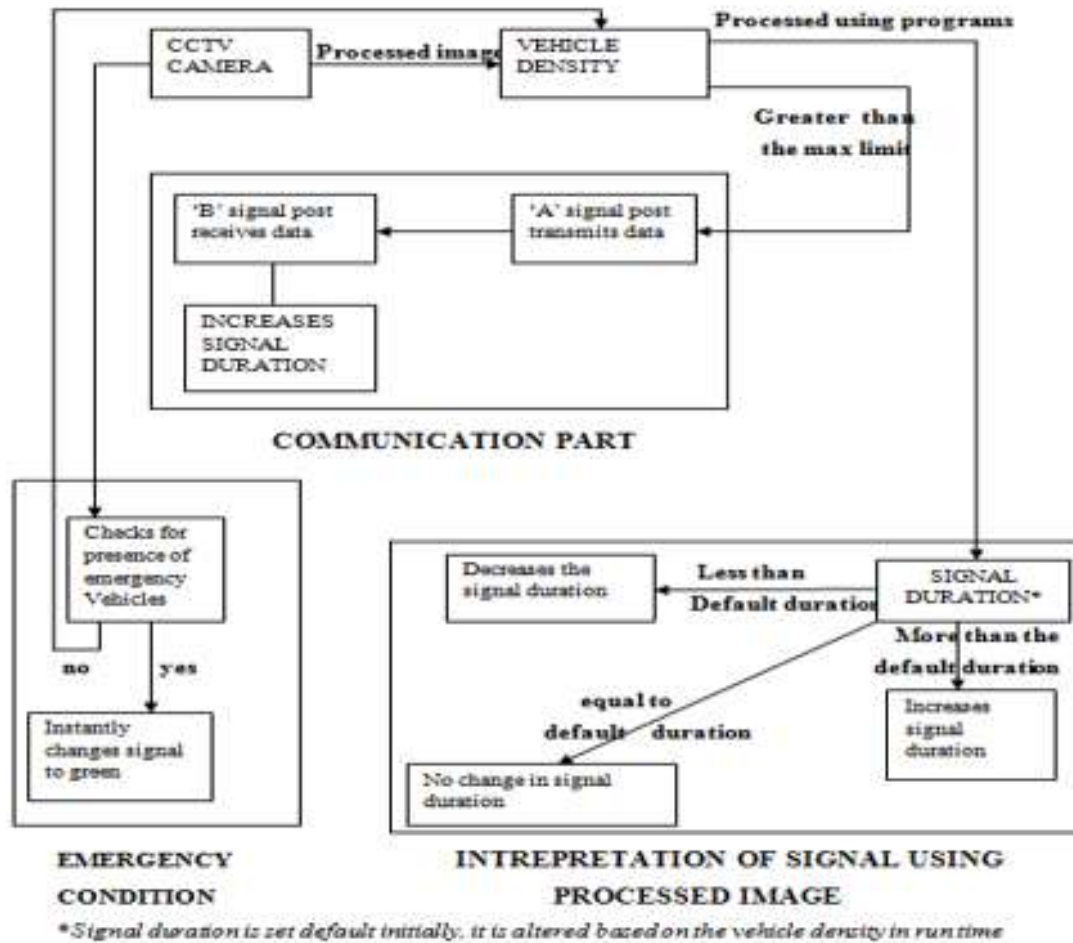 CCTV
CAMERA
Processed image
VEHICLE
DENSITY
Processed using programs
Greater than
the max limit
'B' signal post
receives data
'A' signal post
transmits data
INCREASES
SIGNAL
DURATION
COMMUNICATION PART
Checks for
presence of
emergency
Vehicles
no
yes
Instantly
changes signal
to green
EMERGENCY
CONDITION
Decreases the
signal duration
Less than
Default duration
SIGNAL
DURATION*
More than the
default duration
equal to
default duration
Increases
signal
duration
No change in signal
duration
INTREPRETATION OF SIGNAL USING
PROCESSED IMAGE
*Signal duration is set default initially, it is altered based on the vehicle density in run time